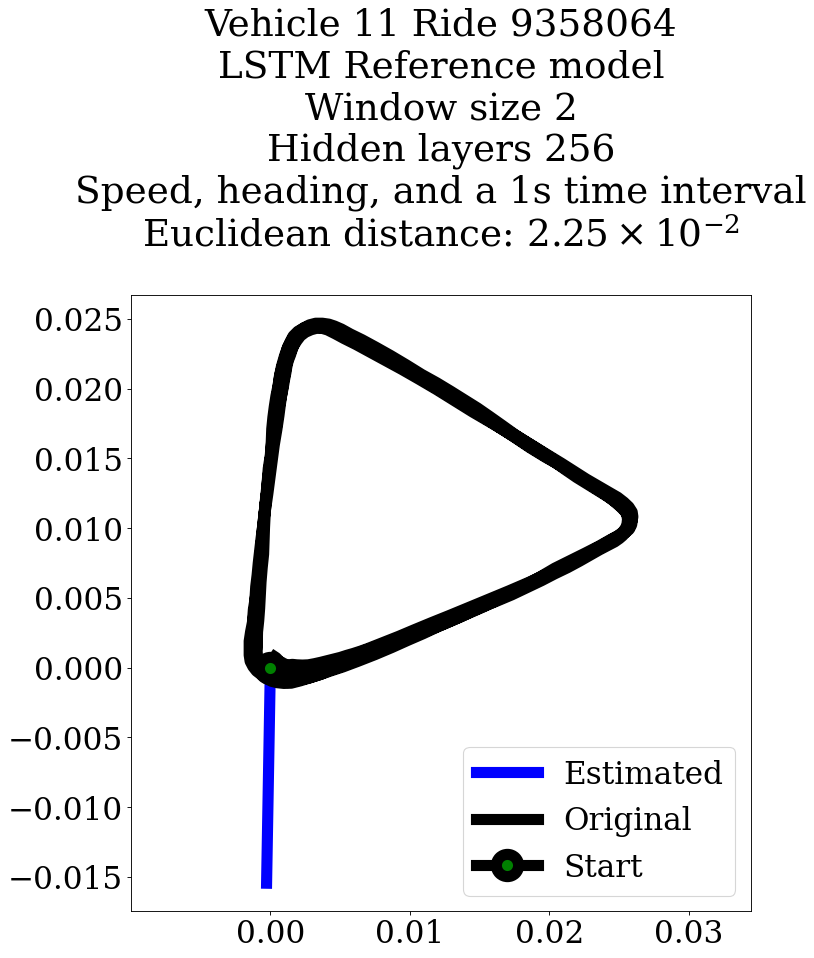 Vehicle 11 Ride 9358064
LSTM Reference model
Window size 2
Hidden layers 256
Speed, heading, and a 1s time interval
Euclidean distance: 2.25 × 10⁻²
0.025
0.020
0.015
0.010
0.005
0.000
−0.005
−0.010
−0.015
Estimated
Original
Start
0.00 0.01 0.02 0.03